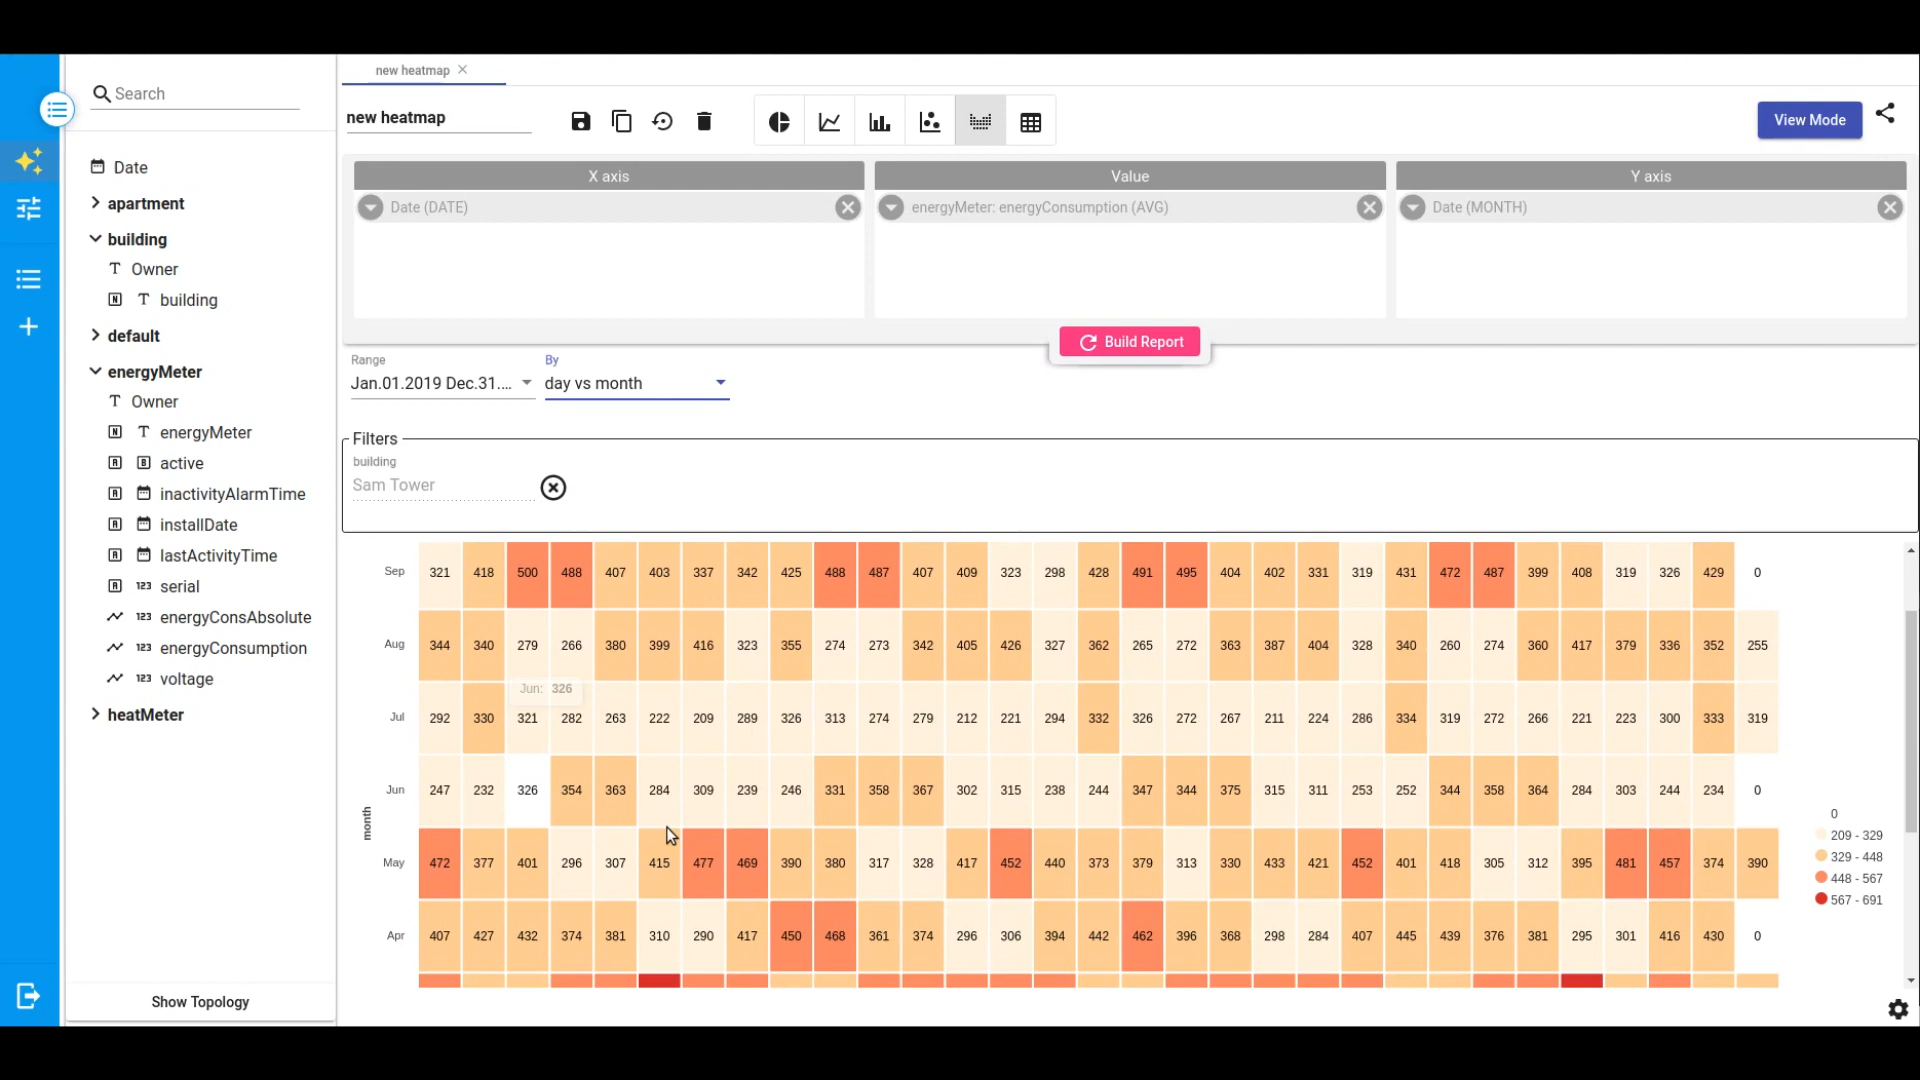 new heatmap
Search
new heatmap
View Mode
X axis
Value
Y axis
Date (DATE)
energyMeter: energyConsumption (AVG)
Date (MONTH)
Build Report
Range
By
Jan.01.2019 Dec.31....
day vs month
Filters
building
Sam Tower
Date
apartment
building
Owner
N T building
default
energyMeter
Owner
N T energyMeter
A B active
A inactivityAlarmTime
A installDate
A lastActivityTime
A 123 serial
123 energyConsAbsolute
123 energyConsumption
123 voltage
heatMeter
Show Topology
Sep 321 418 500 488 407 403 337 342 425 488 487 407 409 323 298 428 491 495 404 402 331 319 431 472 487 399 408 319 326 429 0
Aug 344 340 279 266 380 399 416 323 355 274 273 342 405 426 327 362 265 272 363 387 404 328 340 260 274 360 417 379 336 352 255
Jun: 326
Jul 292 330 321 282 263 222 209 289 326 313 274 279 212 221 294 332 326 272 267 211 224 286 334 319 272 266 221 223 300 333 319
Jun 247 232 326 354 363 284 309 239 246 331 358 367 302 315 238 244 347 344 375 315 311 253 252 344 358 364 284 303 244 234 0
May 472 377 401 296 307 415 477 469 390 380 317 328 417 452 440 373 379 313 330 433 421 452 401 418 305 312 395 481 457 374 390
Apr 407 427 432 374 381 310 290 417 450 468 361 374 296 306 394 442 462 396 368 298 284 407 445 439 376 381 295 301 416 430 0
month
0
209 - 329
329 - 448
448 - 567
567 - 691